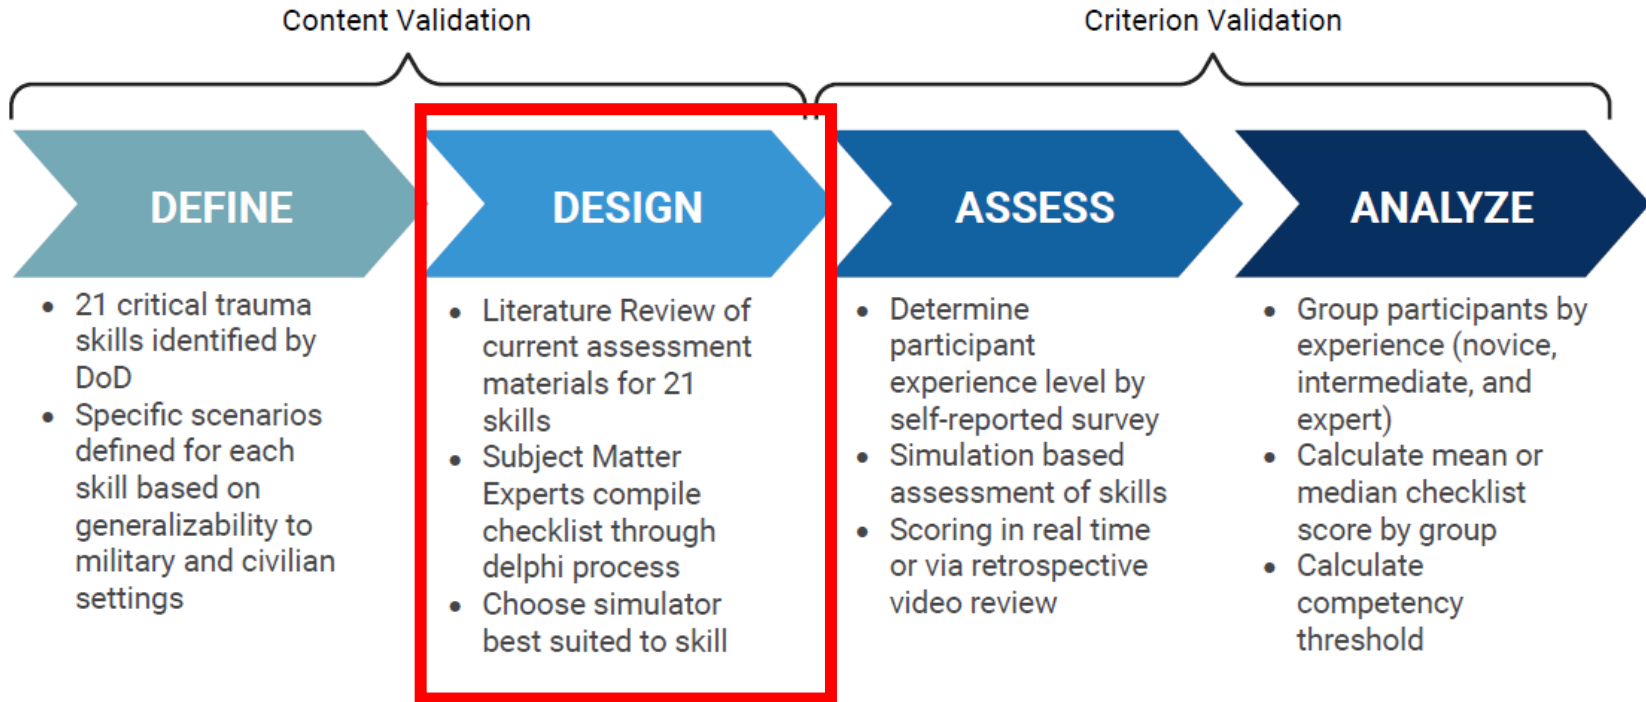 Content Validation
Criterion Validation
DEFINE
• 21 critical trauma
skills identified by
DoD
• Specific scenarios
defined for each
skill based on
generalizability to
military and civilian
settings
DESIGN
• Literature Review of
current assessment
materials for 21
skills
• Subject Matter
Experts compile
checklist through
delphi process
• Choose simulator
best suited to skill
ASSESS
• Determine
participant
experience level by
self-reported survey
• Simulation based
assessment of skills
• Scoring in real time
or via retrospective
video review
ANALYZE
• Group participants by
experience (novice,
intermediate, and
expert)
• Calculate mean or
median checklist
score by group
• Calculate
competency
threshold